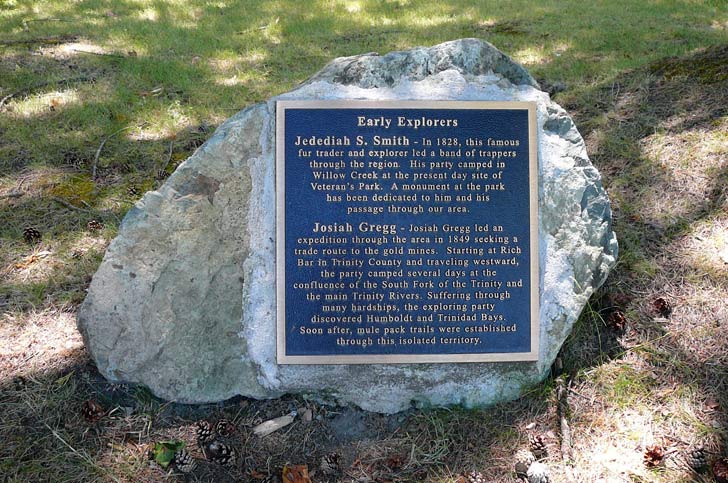 Early Explorers
Jedediah S. Smith - In 1828, this famous
fur trader and explorer led a band of trappers
through the region. His party camped in
Willow Creek at the present day site of
Veteran's Park. A monument at the park
has been dedicated to him and his
passage through our area.
Josiah Gregg - Josiah Gregg led an
expedition through the area in 1849 seeking a
trade route to the gold mines. Starting at Rich
Bar in Trinity County and traveling westward,
the party camped several days at the
confluence of the South Fork of the Trinity and
the main Trinity Rivers. Suffering through
many hardships, the exploring party
discovered Humboldt and Trinidad Bays.
Soon after, mule pack trails were established
through this isolated territory.